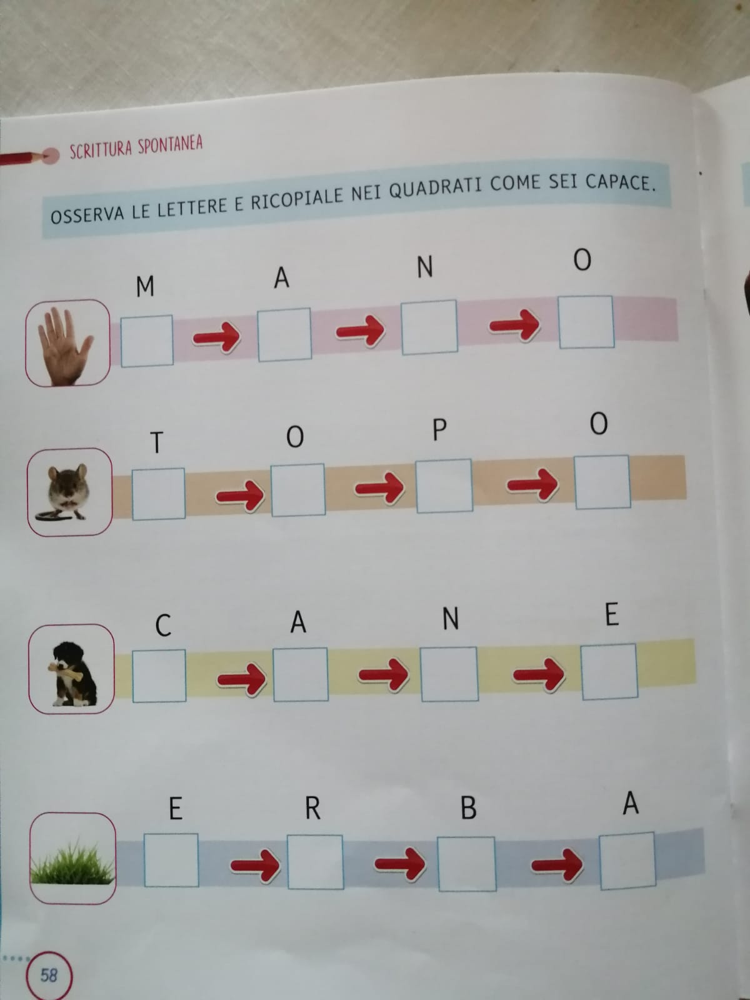 SCRITTURA SPONTANEA
OSSERVA LE LETTERE E RICOPIALE NEI QUADRATI COME SEI CAPACE.
M A N O
T O P O
C A N E
E R B A
58